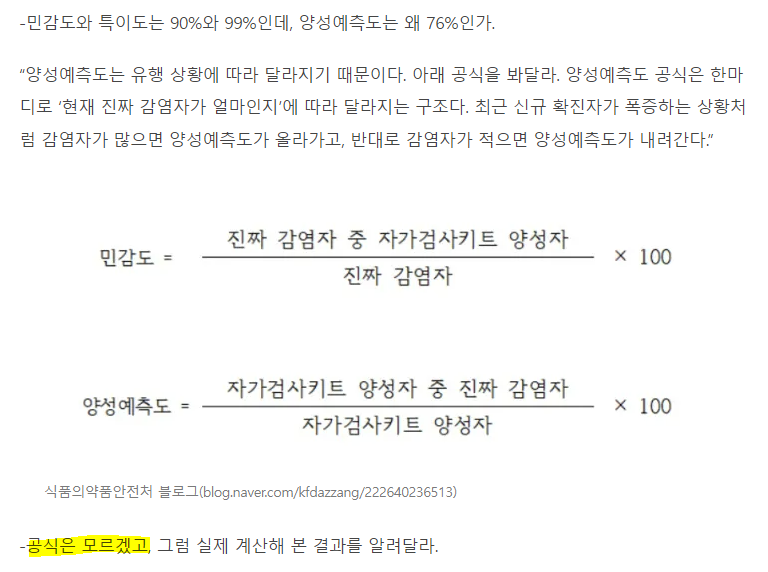 -민감도와 특이도는 90%와 99%인데, 양성예측도는 왜 76%인가.
“양성예측도는 유행 상황에 따라 달라지기 때문이다. 아래 공식을 봐달라. 양성예측도 공식은 한마
디로 ‘현재 진짜 감염자가 얼마인지’에 따라 달라지는 구조다. 최근 신규 확진자가 폭증하는 상황처
럼 감염자가 많으면 양성예측도가 올라가고, 반대로 감염자가 적으면 양성예측도가 내려간다.”
진짜 감염자 중 자가검사키트 양성자
민감도 = × 100
진짜 감염자
자가검사키트 양성자 중 진짜 감염자
양성예측도 = × 100
자가검사키트 양성자
식품의약품안전처 블로그(blog.naver.com/kfdazzang/222640236513)
-공식은 모르겠고, 그럼 실제 계산해 본 결과를 알려달라.